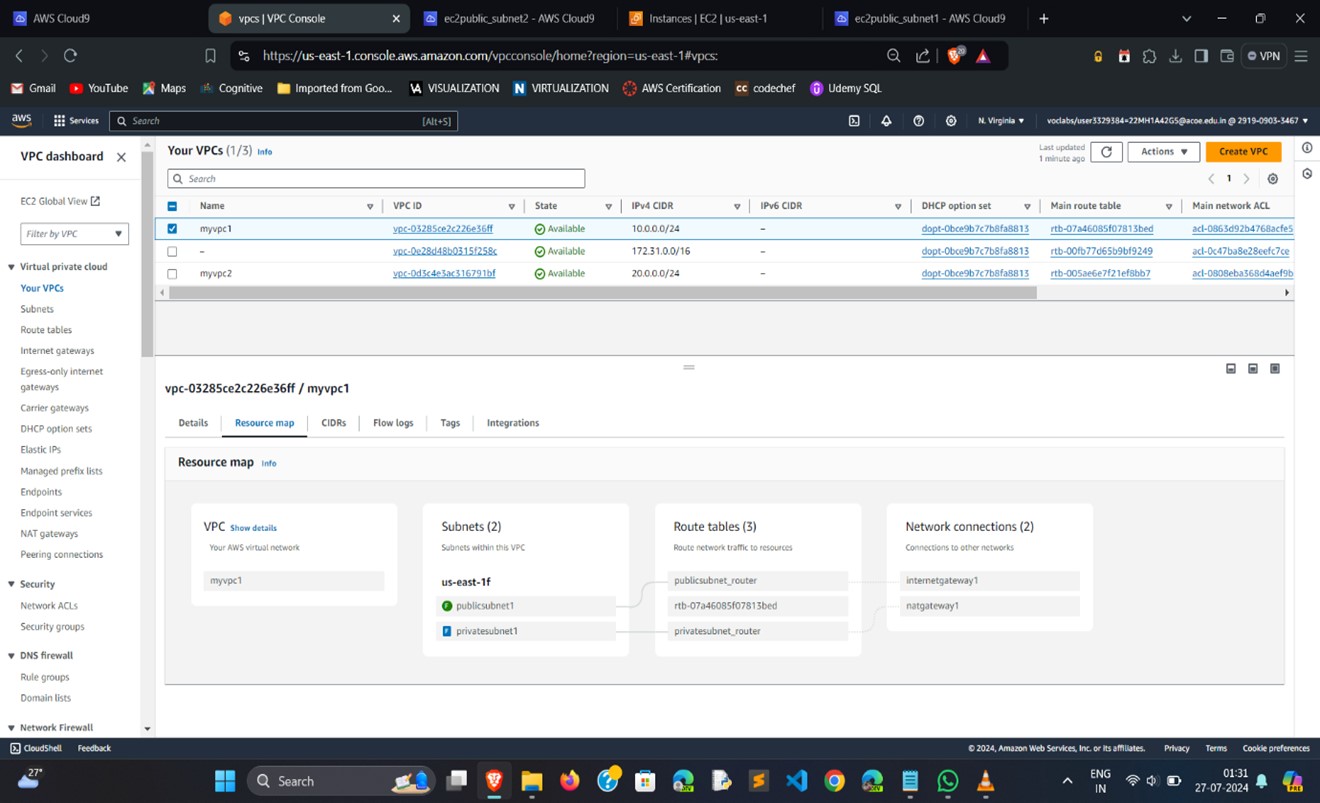 AWS Cloud9
vpcs | VPC Console
ec2public_subnet2 - AWS Cloud9
Instances | EC2 | us-east-1
ec2public_subnet1 - AWS Cloud9
https://us-east-1.console.aws.amazon.com/vpcconsole/home?region=us-east-1#vpcs:
VPN
Gmail YouTube Maps Cognitive Imported from Goo... VISUALIZATION VIRTUALIZATION AWS Certification codechef Udemy SQL
aws Services Search [Alt+S] N. Virginia voclabs/user3329384=22MH1A42G5@acoe.edu.in @ 2919-0903-3467
VPC dashboard
EC2 Global View
Filter by VPC
Virtual private cloud
Your VPCs
Subnets
Route tables
Internet gateways
Egress-only internet
gateways
Carrier gateways
DHCP option sets
Elastic IPs
Managed prefix lists
Endpoints
Endpoint services
NAT gateways
Peering connections
Security
Network ACLs
Security groups
DNS firewall
Rule groups
Domain lists
Network Firewall
Your VPCs (1/3) Info
Last updated
1 minute ago
Actions
Create VPC
Search
1
Name VPC ID State IPv4 CIDR IPv6 CIDR DHCP option set Main route table Main network ACL
myvpc1 vpc-03285ce2c226e36ff Available 10.0.0.0/24 – dopt-0bce9b7c7b8fa8813 rtb-07a46085f07813bed acl-0863d92b4768acfe5
– vpc-0e28d48b0315f258c Available 172.31.0.0/16 – dopt-0bce9b7c7b8fa8813 rtb-00fb77d65b9bf9249 acl-0c47ba8e28eefc7ce
myvpc2 vpc-0d3c4e3ac316791bf Available 20.0.0.0/24 – dopt-0bce9b7c7b8fa8813 rtb-005ae6e7f21ef8bb7 acl-0808eba368d4aef9b
vpc-03285ce2c226e36ff / myvpc1
Details Resource map CIDRs Flow logs Tags Integrations
Resource map Info
VPC Show details
Your AWS virtual network
myvpc1
Subnets (2)
Subnets within this VPC
us-east-1f
publicsubnet1
privatesubnet1
Route tables (3)
Route network traffic to resources
publicsubnet_router
rtb-07a46085f07813bed
privatesubnet_router
Network connections (2)
Connections to other networks
internetgateway1
natgateway1
CloudShell Feedback © 2024, Amazon Web Services, Inc. or its affiliates. Privacy Terms Cookie preferences
27°
Search
ENG
IN
01:31
27-07-2024